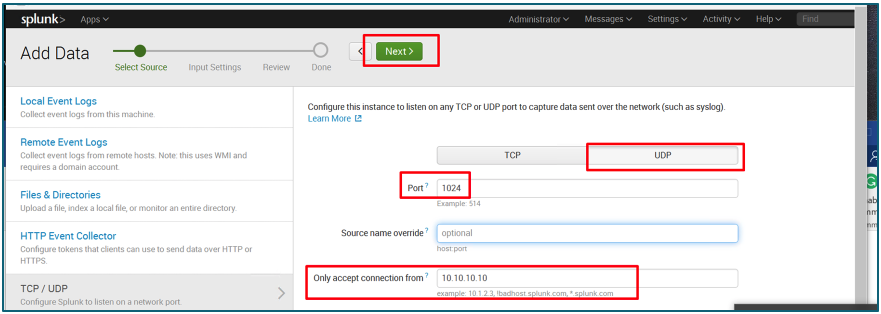 splunk> Apps Administrator Messages Settings Activity Help Find
Add Data
Select Source Input Settings Review Done
< Next >
Local Event Logs
Collect event logs from this machine.
Remote Event Logs
Collect event logs from remote hosts. Note: this uses WMI and
requires a domain account.
Files & Directories
Upload a file, index a local file, or monitor an entire directory.
HTTP Event Collector
Configure tokens that clients can use to send data over HTTP or
HTTPS.
TCP / UDP
Configure Splunk to listen on a network port.
Configure this instance to listen on any TCP or UDP port to capture data sent over the network (such as syslog).
Learn More
TCP UDP
Port ? 1024
Example: 514
Source name override ? optional
host:port
Only accept connection from ? 10.10.10.10
example: 10.1.2.3, !badhost.splunk.com, *.splunk.com